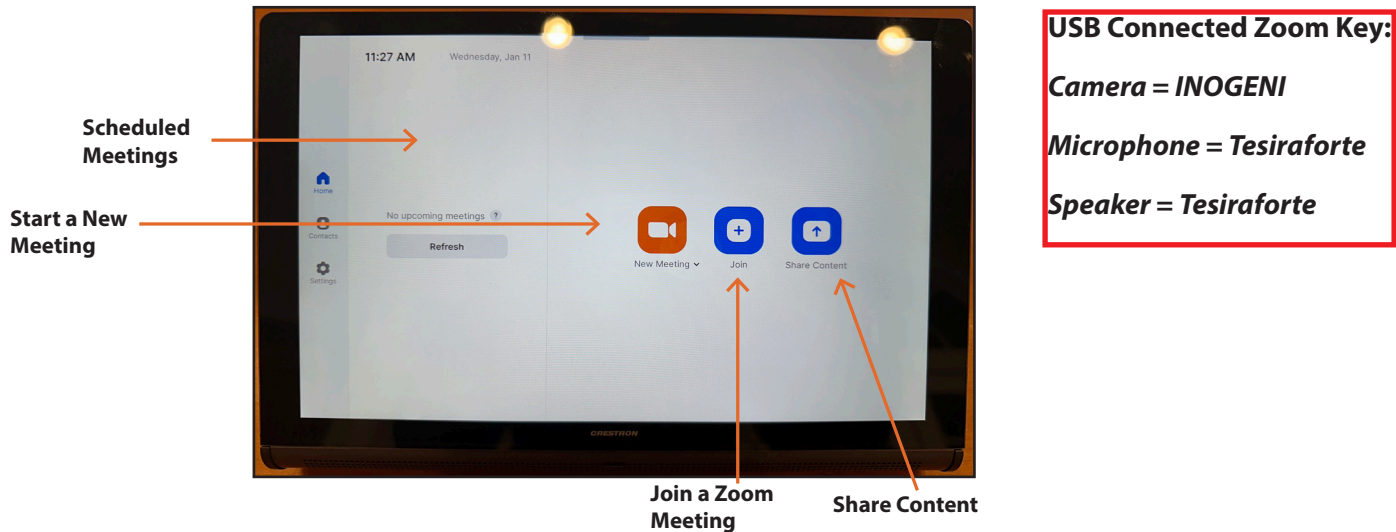 11:27 AM Wednesday, Jan 11
Scheduled
Meetings
Home
Start a New
Meeting
Contacts
No upcoming meetings ?
Refresh
Settings
New Meeting
Join
Share Content
CRESTRON
Join a Zoom
Meeting
Share Content
USB Connected Zoom Key:
Camera = INOGENI
Microphone = Tesiraforte
Speaker = Tesiraforte